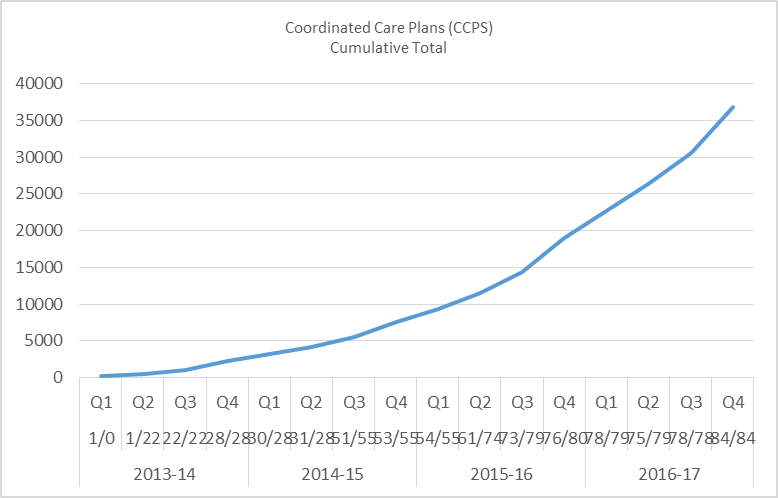 Coordinated Care Plans (CCPS)
Cumulative Total
40000
35000
30000
25000
20000
15000
10000
5000
0
Q1 Q2 Q3 Q4 Q1 Q2 Q3 Q4 Q1 Q2 Q3 Q4 Q1 Q2 Q3 Q4
1/0 1/22 22/22 28/28 30/28 31/28 51/55 53/55 54/55 61/74 73/79 76/80 78/79 75/79 78/78 84/84
2013-14 2014-15 2015-16 2016-17